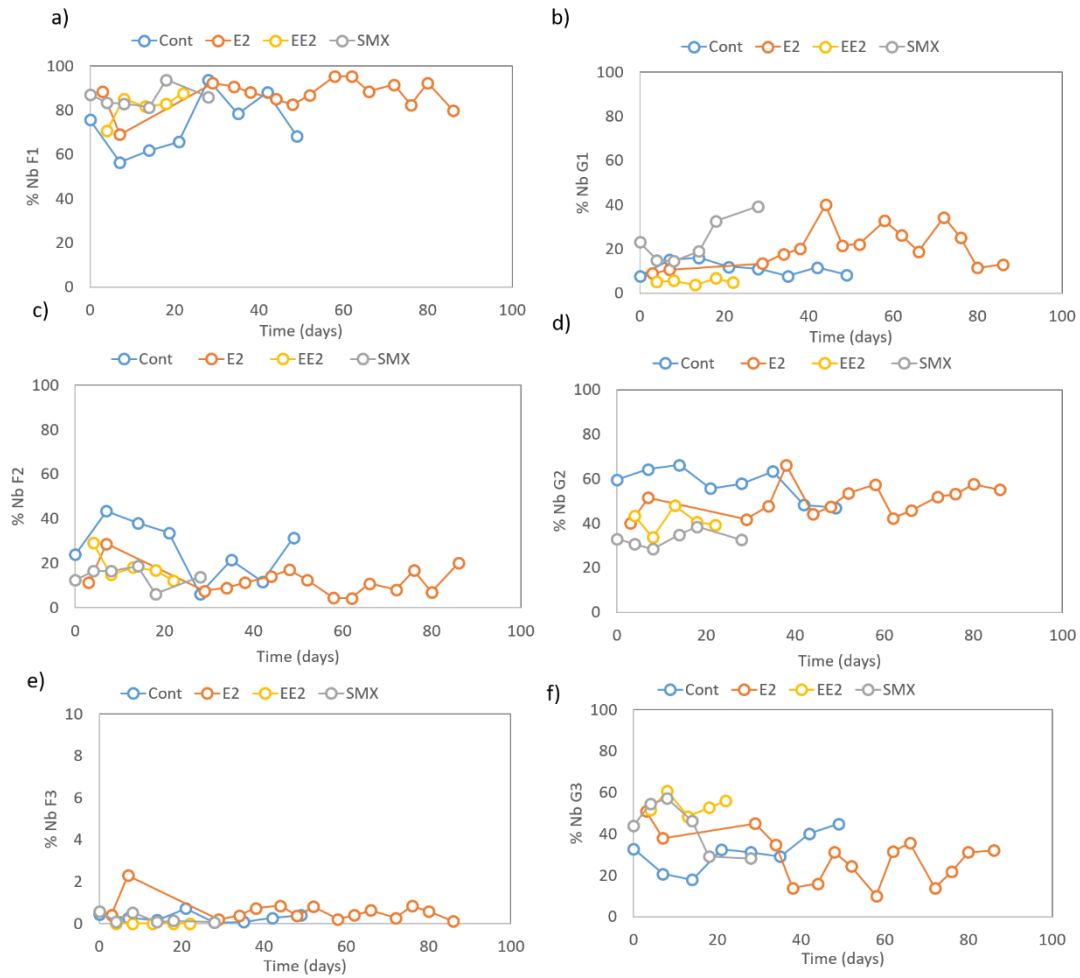 a)
Cont E2 EE2 SMX
100
80
60
40
20
0
% Nb F1
0 20 40 60 80 100
Time (days)
b)
Cont E2 EE2 SMX
100
80
60
40
20
0
% Nb G1
0 20 40 60 80 100
Time (days)
c)
Cont E2 EE2 SMX
100
80
60
40
20
0
% Nb F2
0 20 40 60 80 100
Time (days)
d)
Cont E2 EE2 SMX
100
80
60
40
20
0
% Nb G2
0 20 40 60 80 100
Time (days)
e)
Cont E2 EE2 SMX
10
8
6
4
2
0
% Nb F3
0 20 40 60 80 100
Time (days)
f)
Cont E2 EE2 SMX
100
80
60
40
20
0
% Nb G3
0 20 40 60 80 100
Time (days)